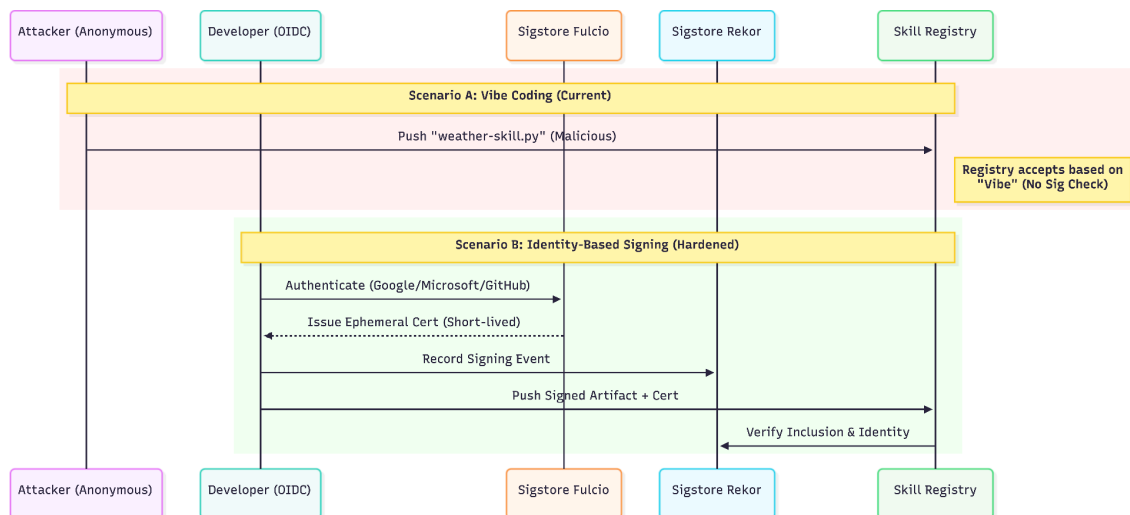 Attacker (Anonymous)
Developer (OIDC)
Sigstore Fulcio
Sigstore Rekor
Skill Registry
Scenario A: Vibe Coding (Current)
Push "weather-skill.py" (Malicious)
Registry accepts based on
"Vibe" (No Sig Check)
Scenario B: Identity-Based Signing (Hardened)
Authenticate (Google/Microsoft/GitHub)
Issue Ephemeral Cert (Short-lived)
Record Signing Event
Push Signed Artifact + Cert
Verify Inclusion & Identity
Attacker (Anonymous)
Developer (OIDC)
Sigstore Fulcio
Sigstore Rekor
Skill Registry